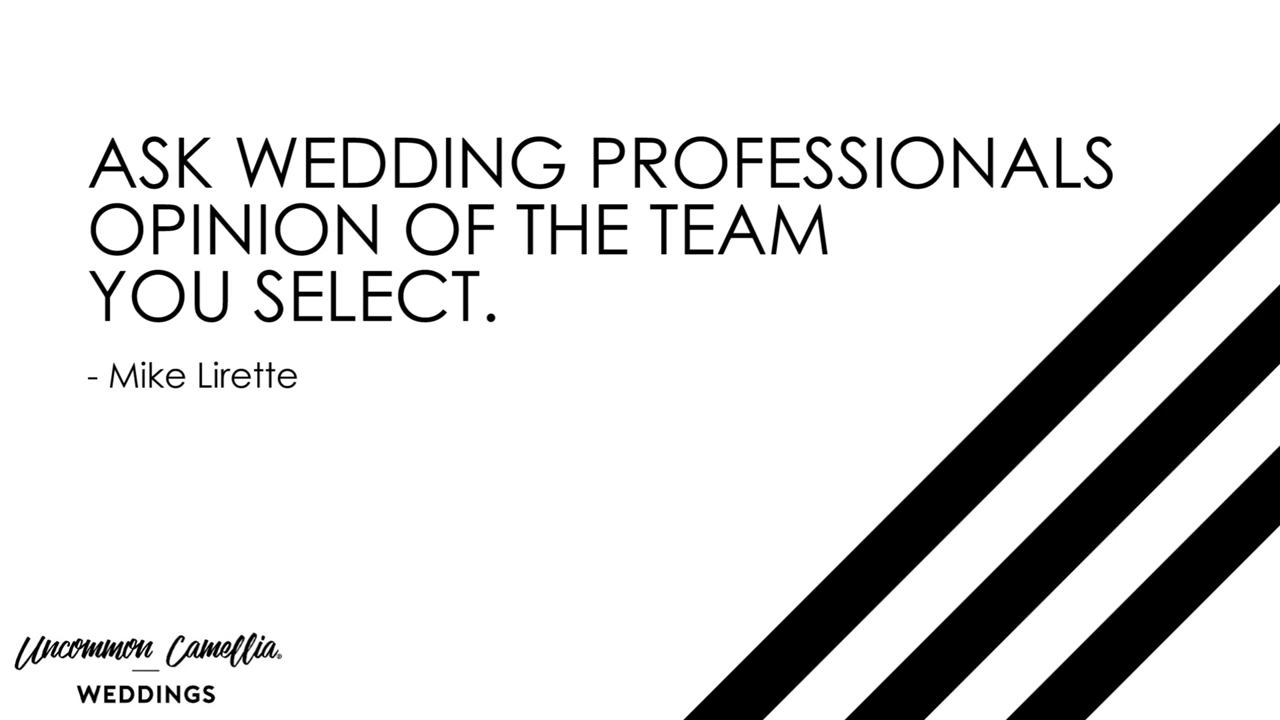 ASK WEDDING PROFESSIONALS
OPINION OF THE TEAM
YOU SELECT.
- Mike Lirette
Uncommon Camellia®
WEDDINGS